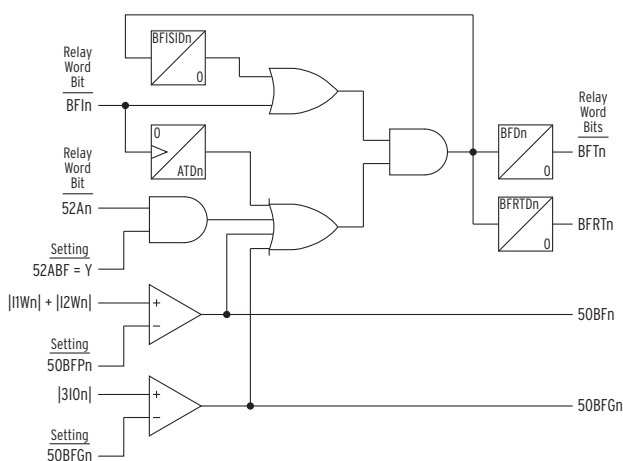 BFISIDn
0
Relay
Word
Bit
BFIn
0
ATDn
Relay
Word
Bit
52An
Setting
52ABF = Y
|I1Wn| + |I2Wn|
+
–
Setting
50BFPn
|3I0n|
+
–
Setting
50BFGn
Relay
Word
Bits
BFDn
0
BFTn
BFRTDn
0
BFRTn
50BFn
50BFGn